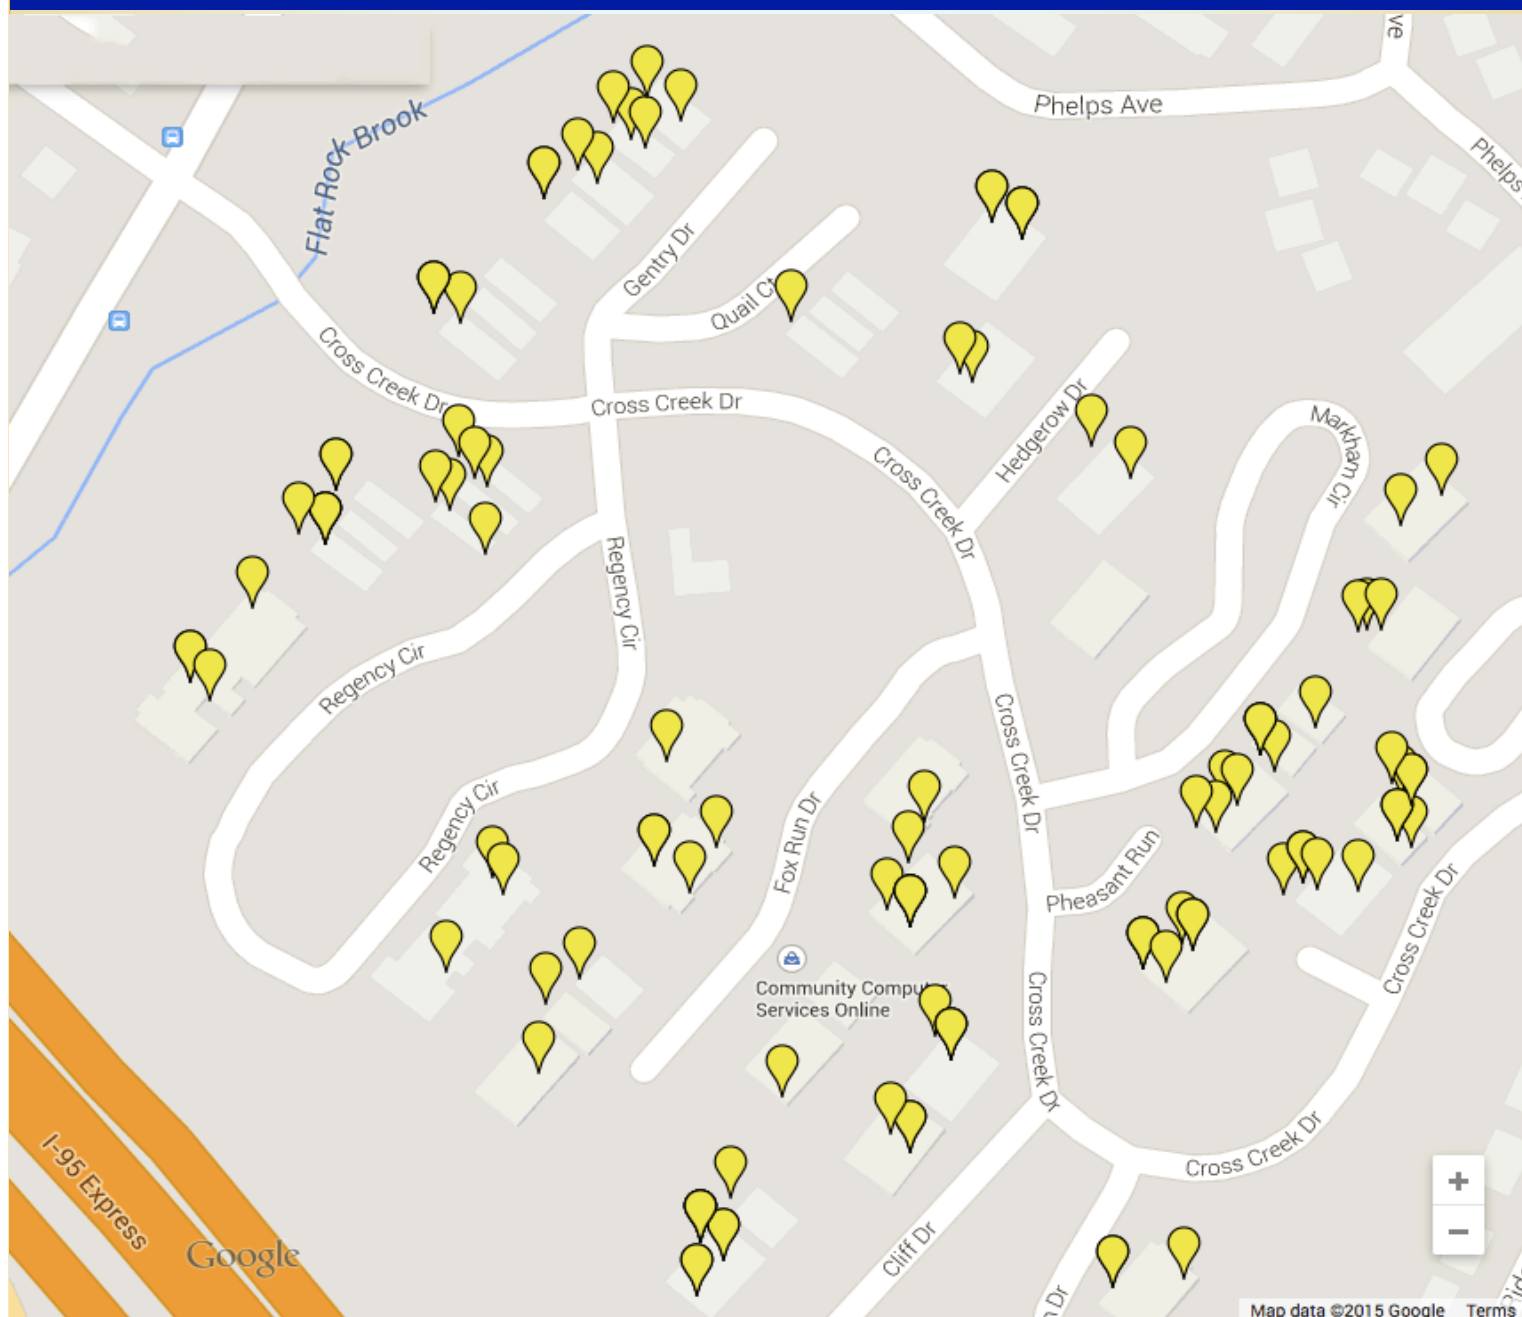 ve
Phelps Ave
Phelps
Flat Rock Brook
Gentry Dr
Quail Ct
Cross Creek Dr
Cross Creek Dr
Cross Creek Dr
Hedgerow Dr
Markham Cir
Regency Cir
Regency Cir
Regency Cir
Cross Creek Dr
Fox Run Dr
Pheasant Run
Cross Creek Dr
Community Computer
Services Online
Cross Creek Dr
Cross Creek Dr
I-95 Express
Google
Cliff Dr
Dr
+
−
Map data ©2015 Google Terms